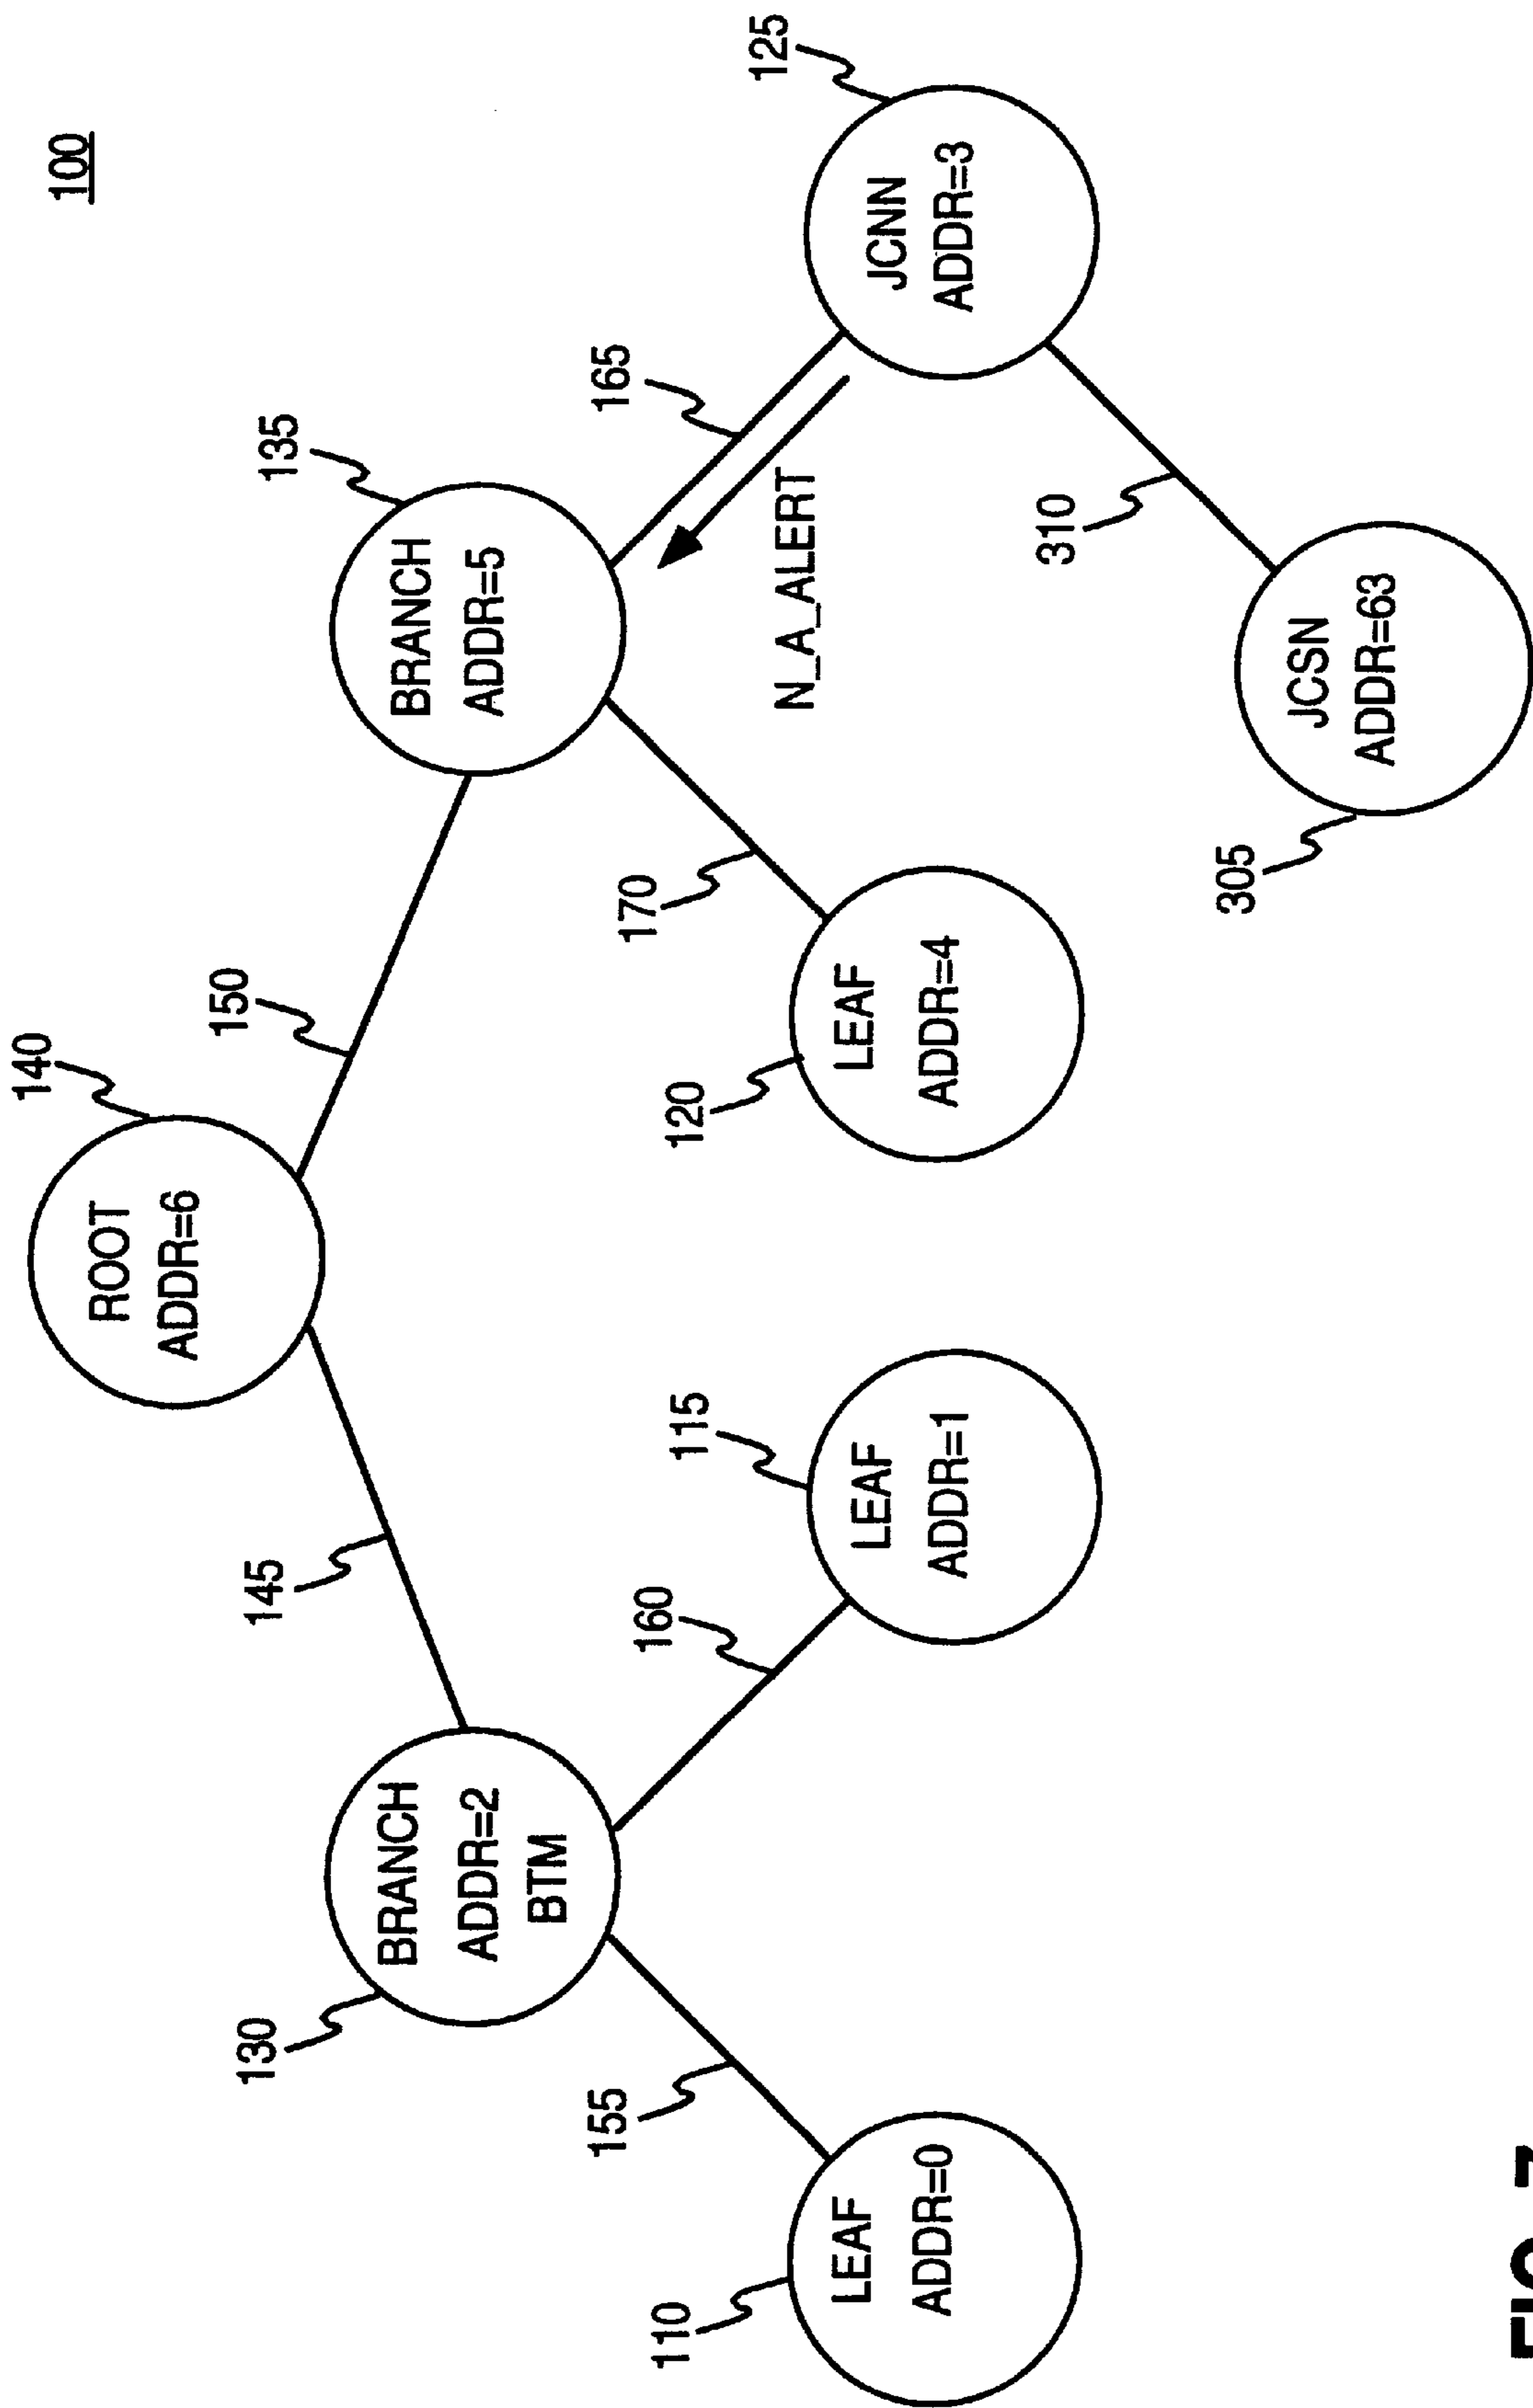 100
140
ROOT
ADDR=6
150
145
130
BRANCH
ADDR=2
BTM
135
BRANCH
ADDR=5
155
160
170
165
N_A_ALERT
110
LEAF
ADDR=0
115
LEAF
ADDR=1
120
LEAF
ADDR=4
125
JCNN
ADDR=3
310
305
JCSN
ADDR=63